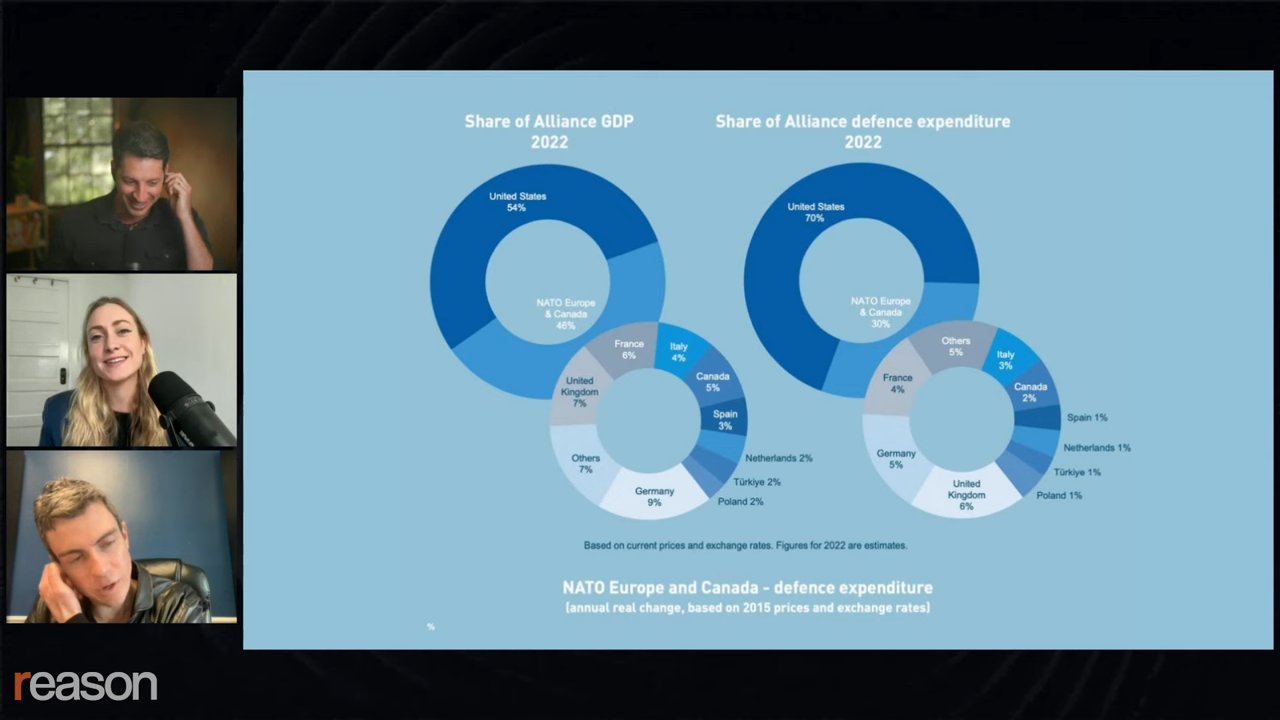 Share of Alliance GDP
2022
United States
54%
NATO Europe
& Canada
46%
France
6%
Italy
4%
Canada
5%
United
Kingdom
7%
Spain
3%
Others
7%
Netherlands 2%
Türkiye 2%
Germany
9%
Poland 2%
Share of Alliance defence expenditure
2022
United States
70%
NATO Europe
& Canada
30%
Others
5%
Italy
3%
France
4%
Canada
2%
Spain 1%
Netherlands 1%
Germany
5%
Türkiye 1%
United
Kingdom
6%
Poland 1%
Based on current prices and exchange rates. Figures for 2022 are estimates.
NATO Europe and Canada - defence expenditure
(annual real change, based on 2015 prices and exchange rates)
%
reason